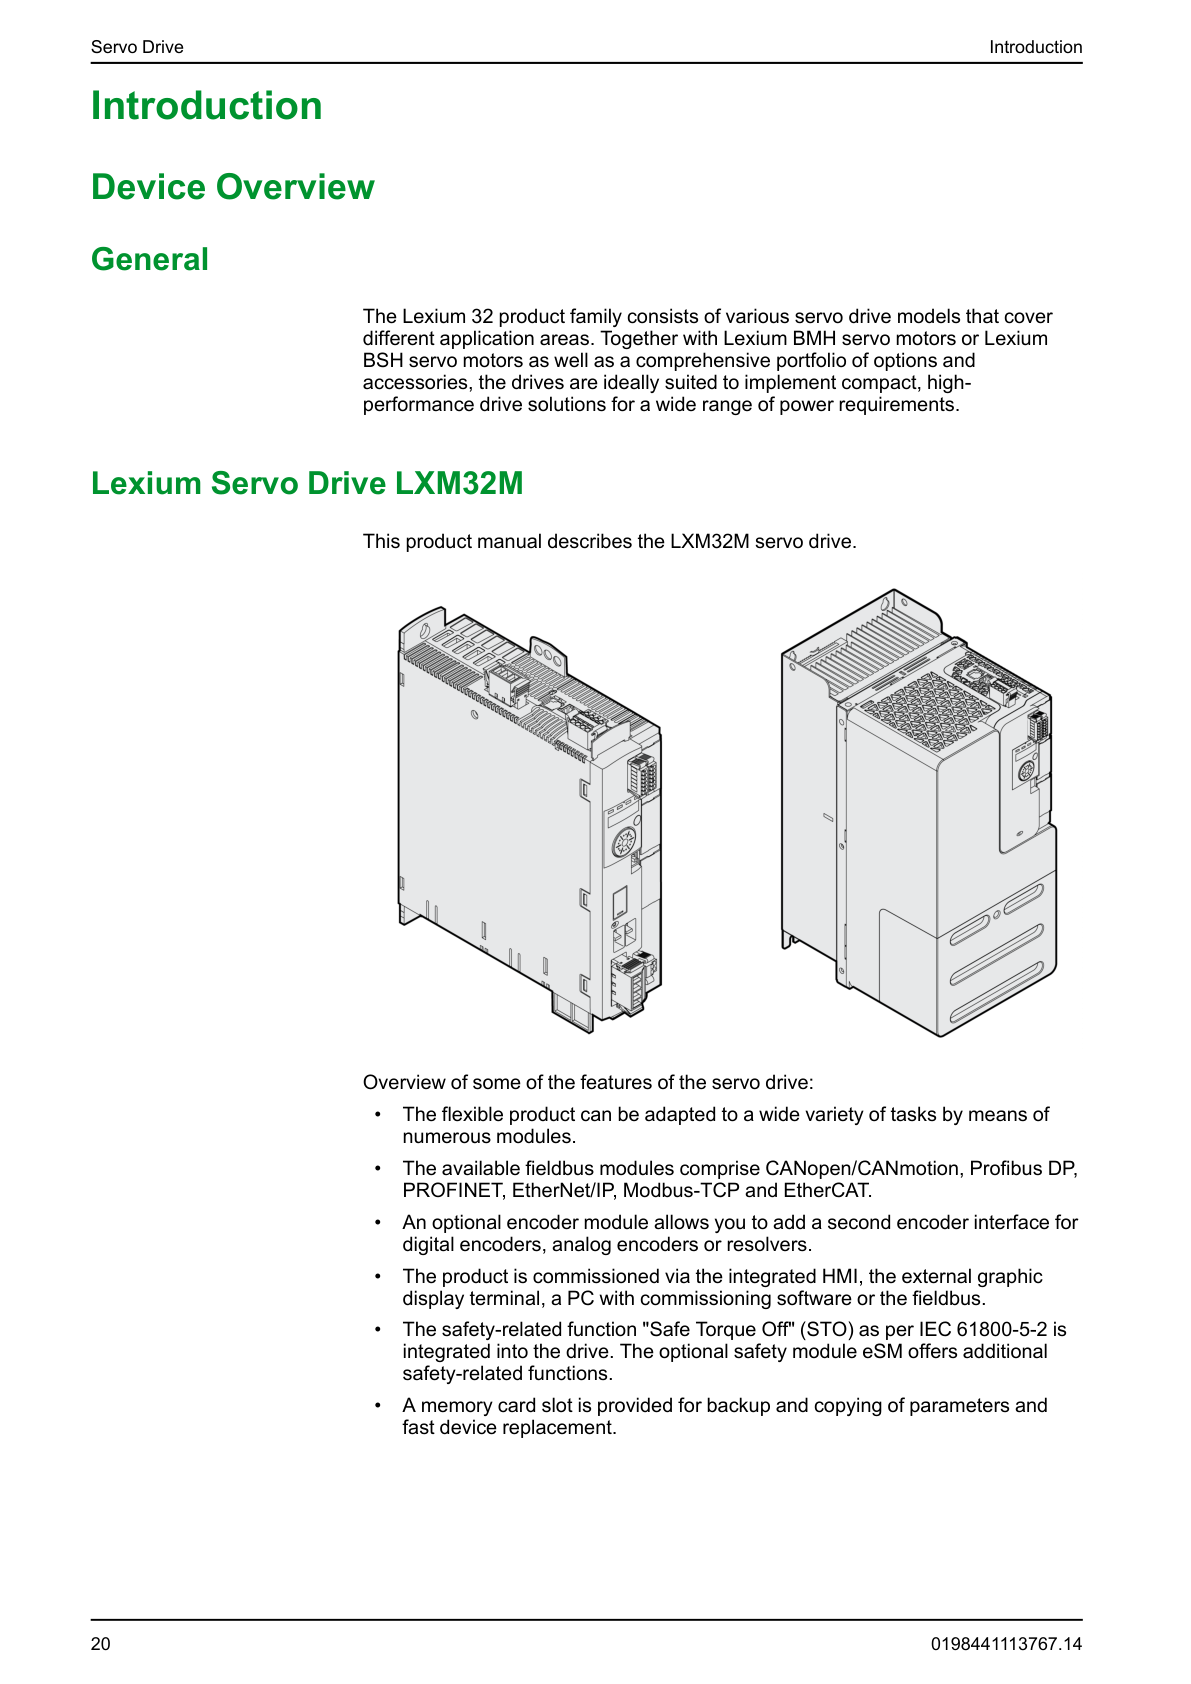 Servo Drive
Introduction
Introduction
Device Overview
General
The Lexium 32 product family consists of various servo drive models that cover
different application areas. Together with Lexium BMH servo motors or Lexium
BSH servo motors as well as a comprehensive portfolio of options and
accessories, the drives are ideally suited to implement compact, high-
performance drive solutions for a wide range of power requirements.
Lexium Servo Drive LXM32M
This product manual describes the LXM32M servo drive.
Overview of some of the features of the servo drive:
• The flexible product can be adapted to a wide variety of tasks by means of
numerous modules.
• The available fieldbus modules comprise CANopen/CANmotion, Profibus DP,
PROFINET, EtherNet/IP, Modbus-TCP and EtherCAT.
• An optional encoder module allows you to add a second encoder interface for
digital encoders, analog encoders or resolvers.
• The product is commissioned via the integrated HMI, the external graphic
display terminal, a PC with commissioning software or the fieldbus.
• The safety-related function "Safe Torque Off" (STO) as per IEC 61800-5-2 is
integrated into the drive. The optional safety module eSM offers additional
safety-related functions.
• A memory card slot is provided for backup and copying of parameters and
fast device replacement.
20
0198441113767.14